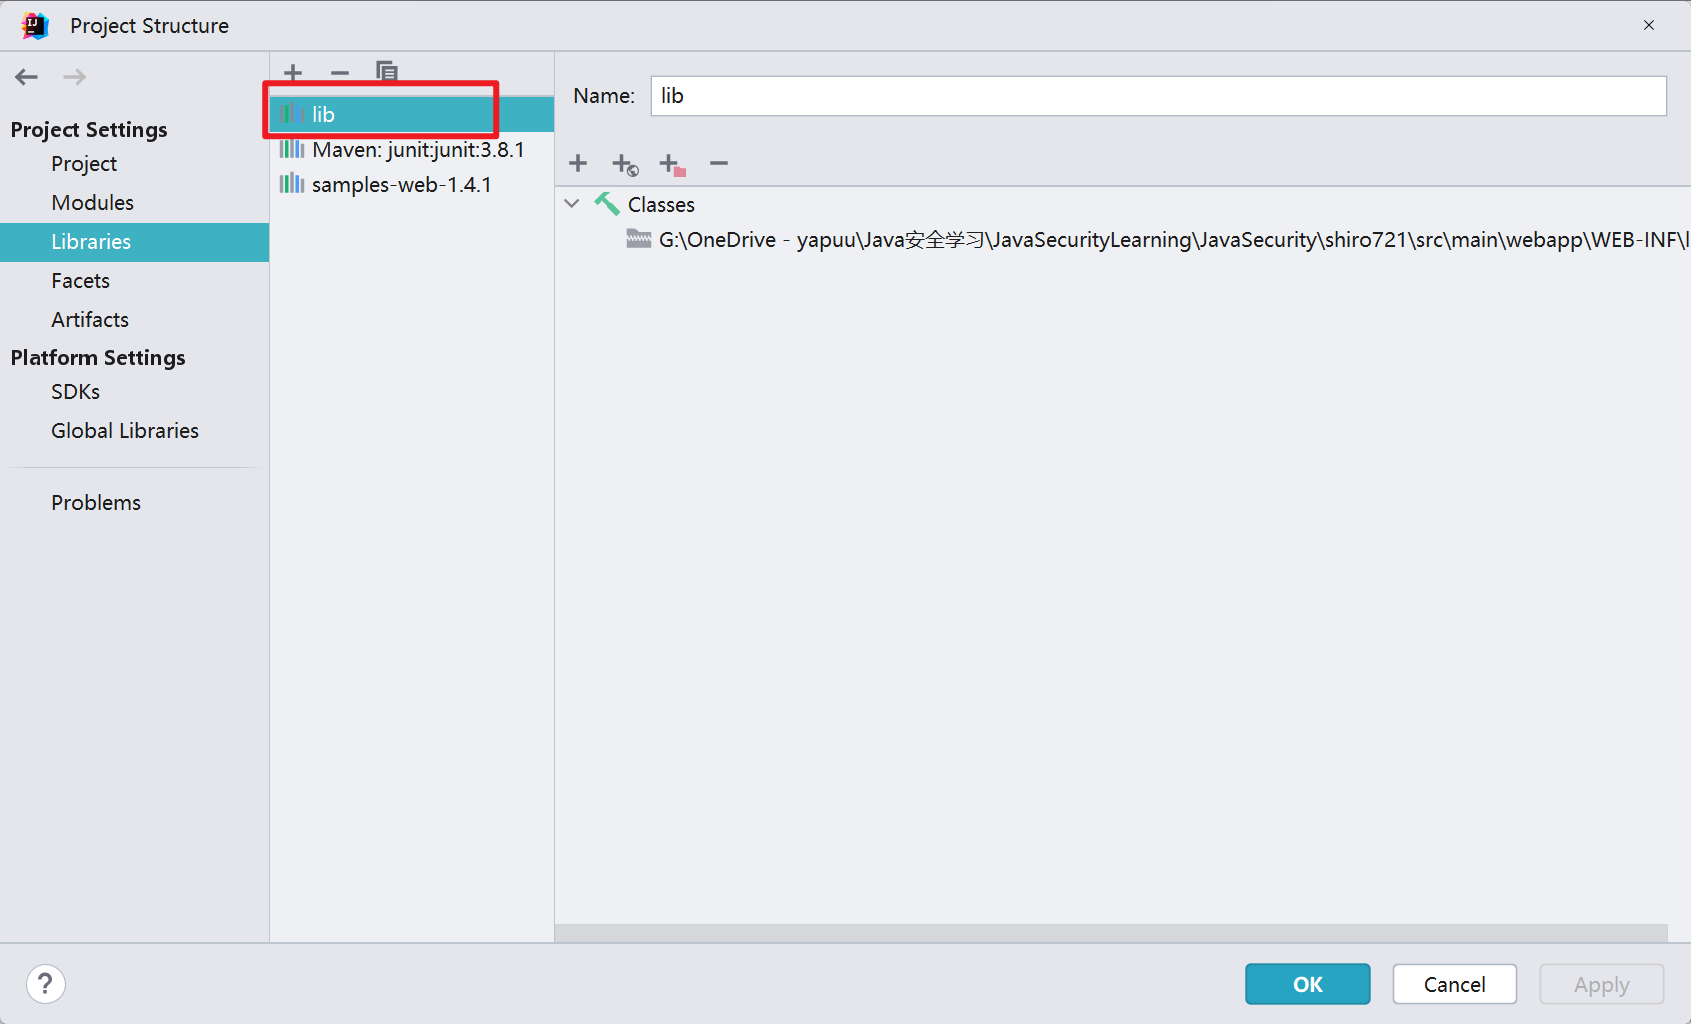 Project Structure
Project Settings
Project
Modules
Libraries
Facets
Artifacts
Platform Settings
SDKs
Global Libraries
Problems
lib
Maven: junit:junit:3.8.1
samples-web-1.4.1
Name: lib
Classes
G:\OneDrive - yapuu\Java安全学习\JavaSecurityLearning\JavaSecurity\shiro721\src\main\webapp\WEB-INF\l
?
OK
Cancel
Apply